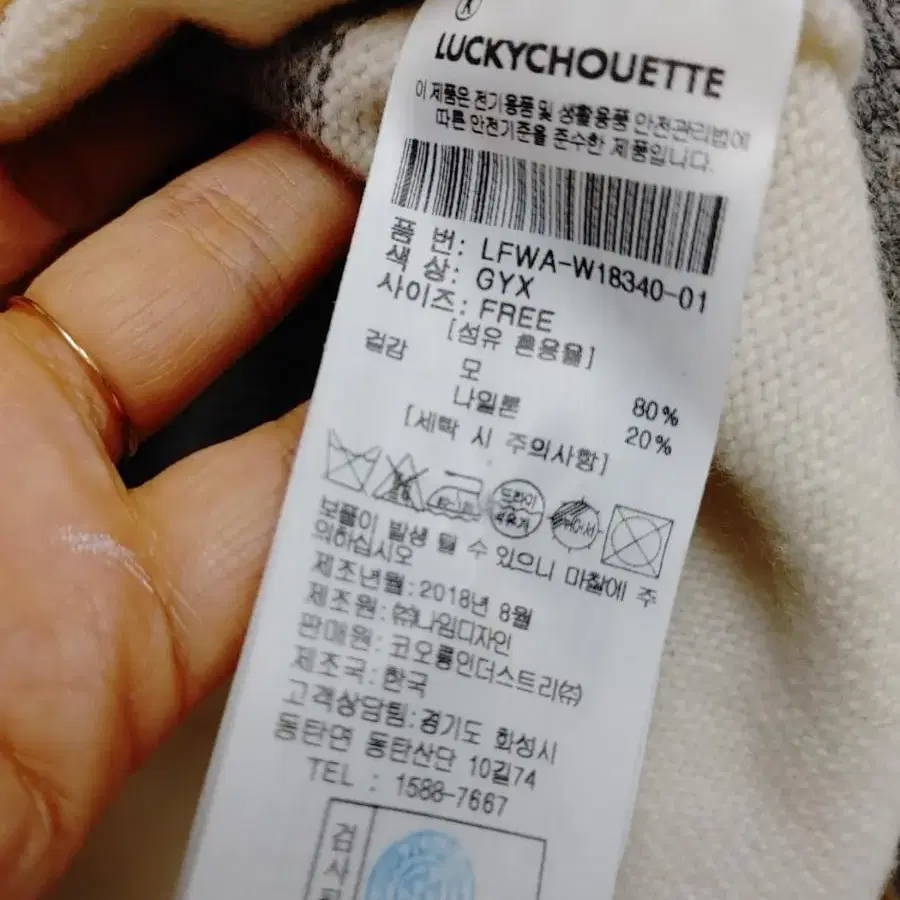 LUCKYCHOUETTE
이 제품은 전기용품 및 생활용품 안전관리법에
따른 안전기준을 준수한 제품입니다.
품 번: LFWA-W18340-01
색 상: GYX
사이즈: FREE
[섬유 혼용율]
겉감 모 80%
나일론 20%
[세탁 시 주의사항]
드라이
보풀이 발생 될 수 있으니 마찰에 주
의하십시오
제조년월: 2018년 8월
제조원: ㈜나임디자인
판매원: 코오롱인더스트리㈜
제조국: 한국
고객상담팀: 경기도 화성시
동탄면 동탄산단 10길74
TEL : 1588-7667
검사